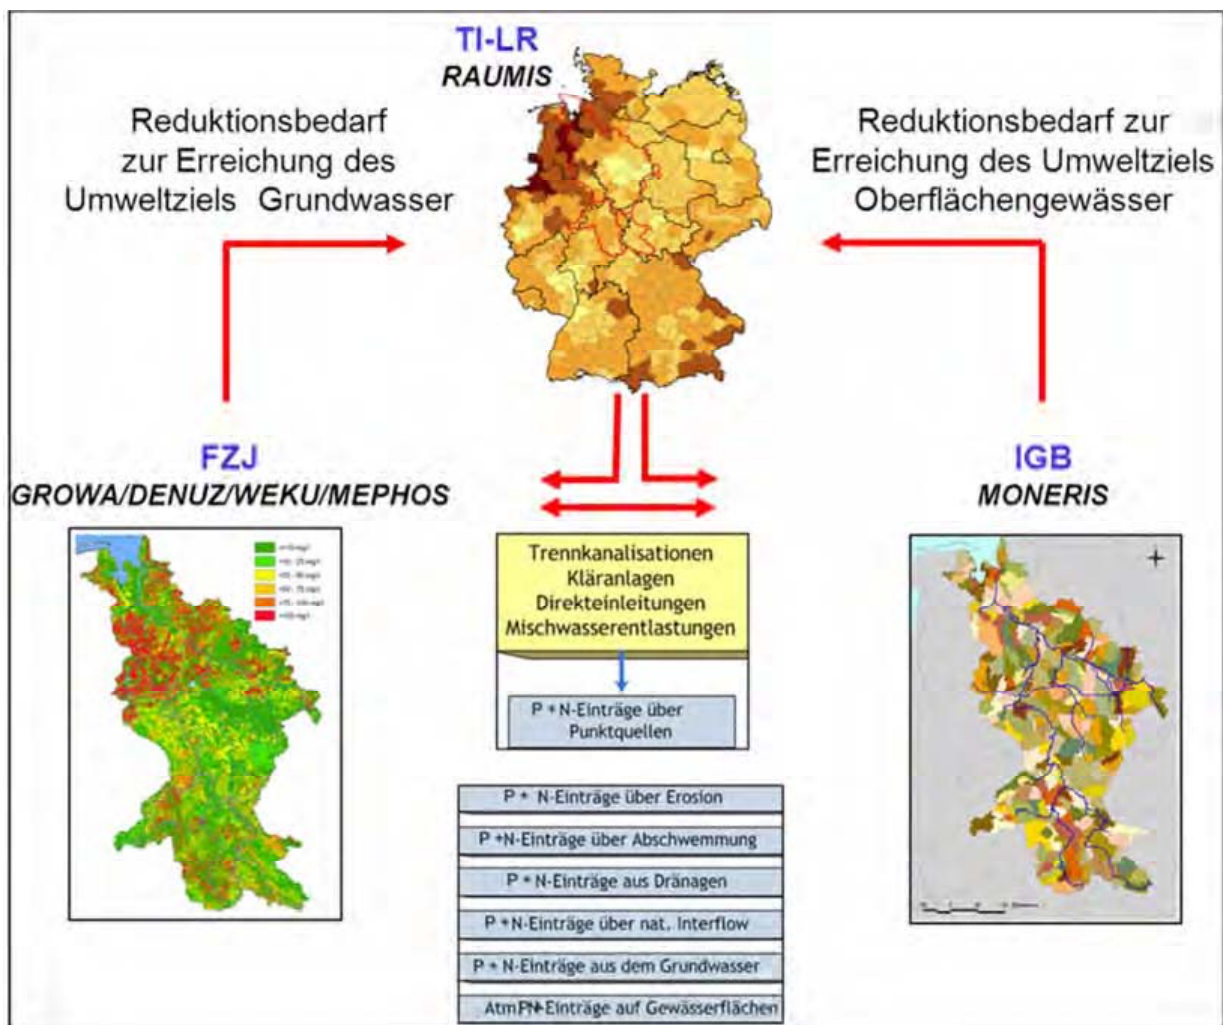 TI-LR
RAUMIS
Reduktionsbedarf
zur Erreichung des
Umweltziels Grundwasser
Reduktionsbedarf zur
Erreichung des Umweltziels
Oberflächengewässer
FZJ
GROWA/DENUZ/WEKU/MEPHOS
IGB
MONERIS
Trennkanalisationen
Kläranlagen
Direkteinleitungen
Mischwasserentlastungen
P + N-Einträge über
Punktquellen
P + N-Einträge über Erosion
P + N-Einträge über Abschwemmung
P + N-Einträge aus Dränagen
P + N-Einträge über nat. Interflow
P + N-Einträge aus dem Grundwasser
Atm. P+N-Einträge auf Gewässerflächen